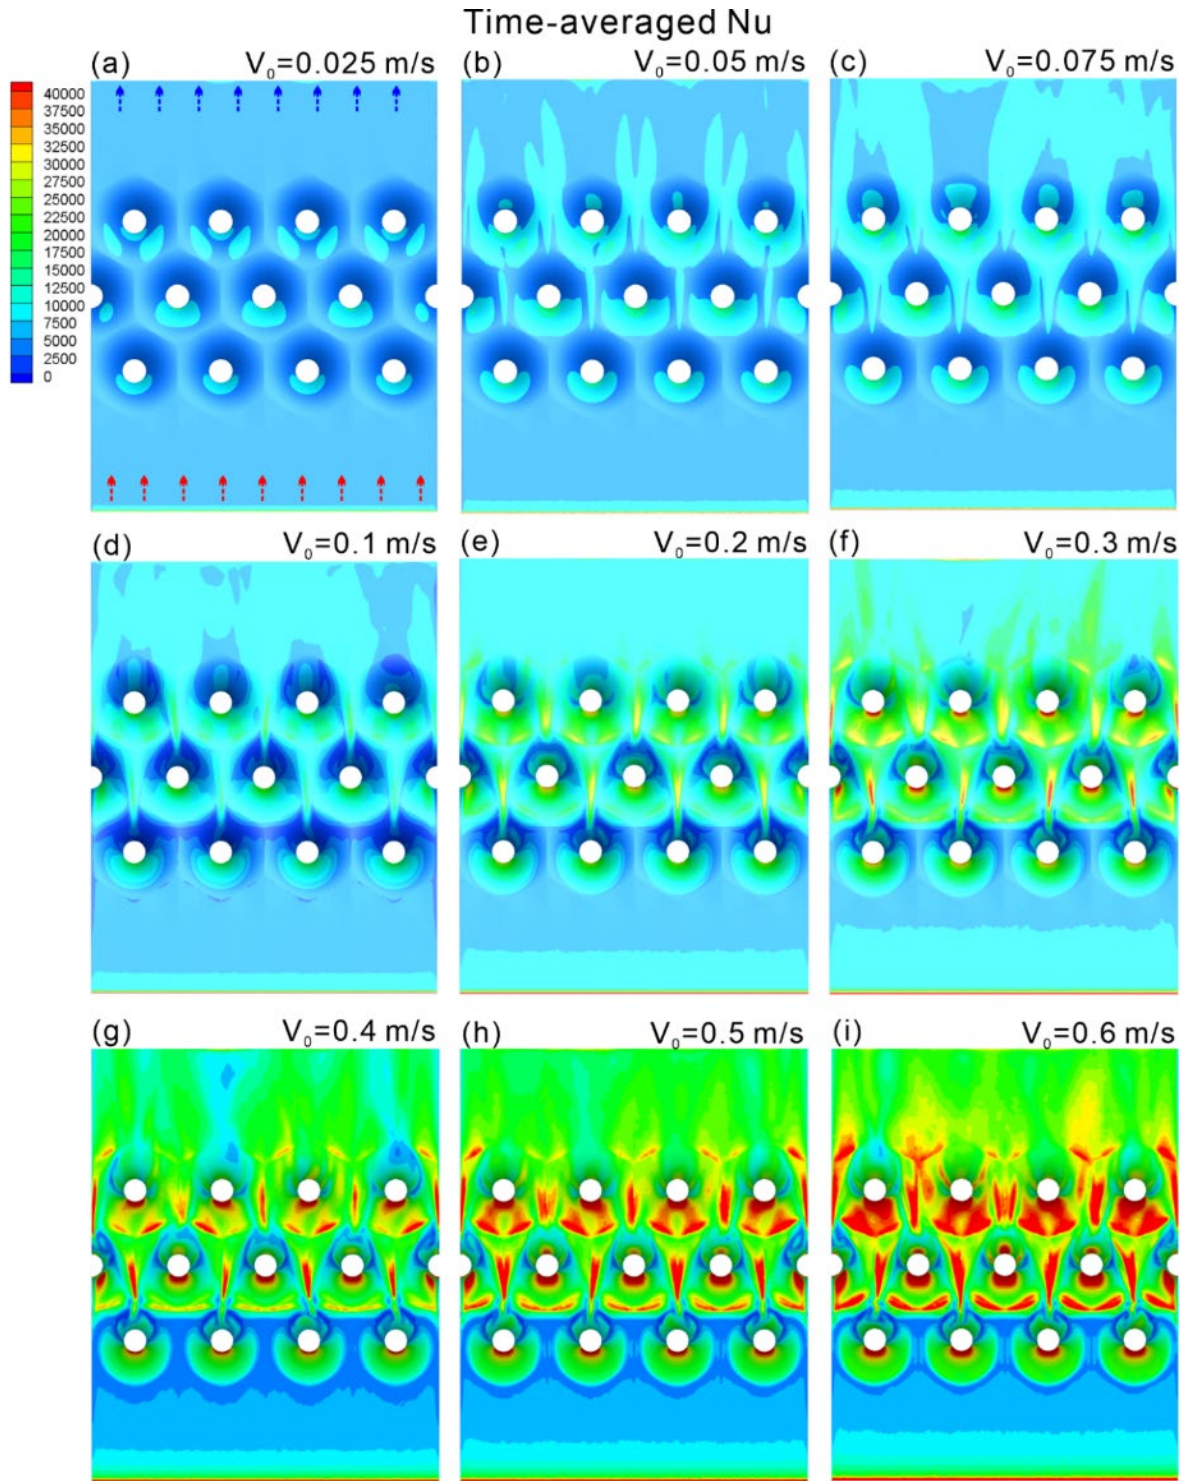 Time-averaged Nu
(a) V₀=0.025 m/s
(b) V₀=0.05 m/s
(c) V₀=0.075 m/s
40000
37500
35000
32500
30000
27500
25000
22500
20000
17500
15000
12500
10000
7500
5000
2500
0
(d) V₀=0.1 m/s
(e) V₀=0.2 m/s
(f) V₀=0.3 m/s
(g) V₀=0.4 m/s
(h) V₀=0.5 m/s
(i) V₀=0.6 m/s